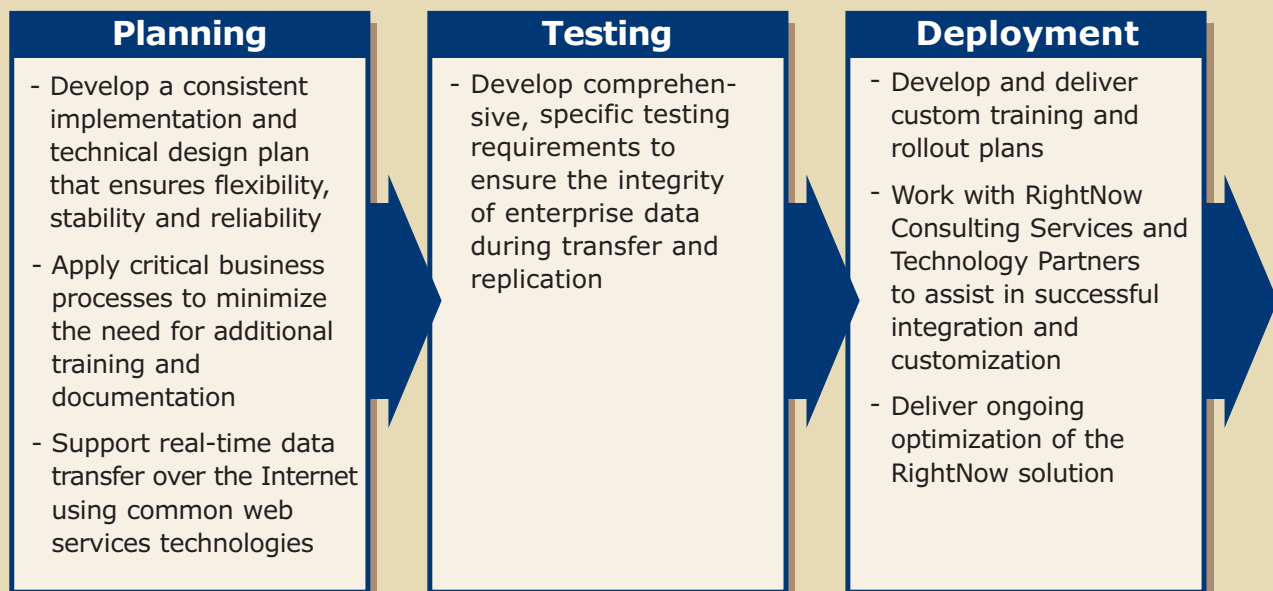 Planning
- Develop a consistent
implementation and
technical design plan
that ensures flexibility,
stability and reliability
- Apply critical business
processes to minimize
the need for additional
training and
documentation
- Support real-time data
transfer over the Internet
using common web
services technologies
Testing
- Develop comprehen-
sive, specific testing
requirements to
ensure the integrity
of enterprise data
during transfer and
replication
Deployment
- Develop and deliver
custom training and
rollout plans
- Work with RightNow
Consulting Services and
Technology Partners
to assist in successful
integration and
customization
- Deliver ongoing
optimization of the
RightNow solution